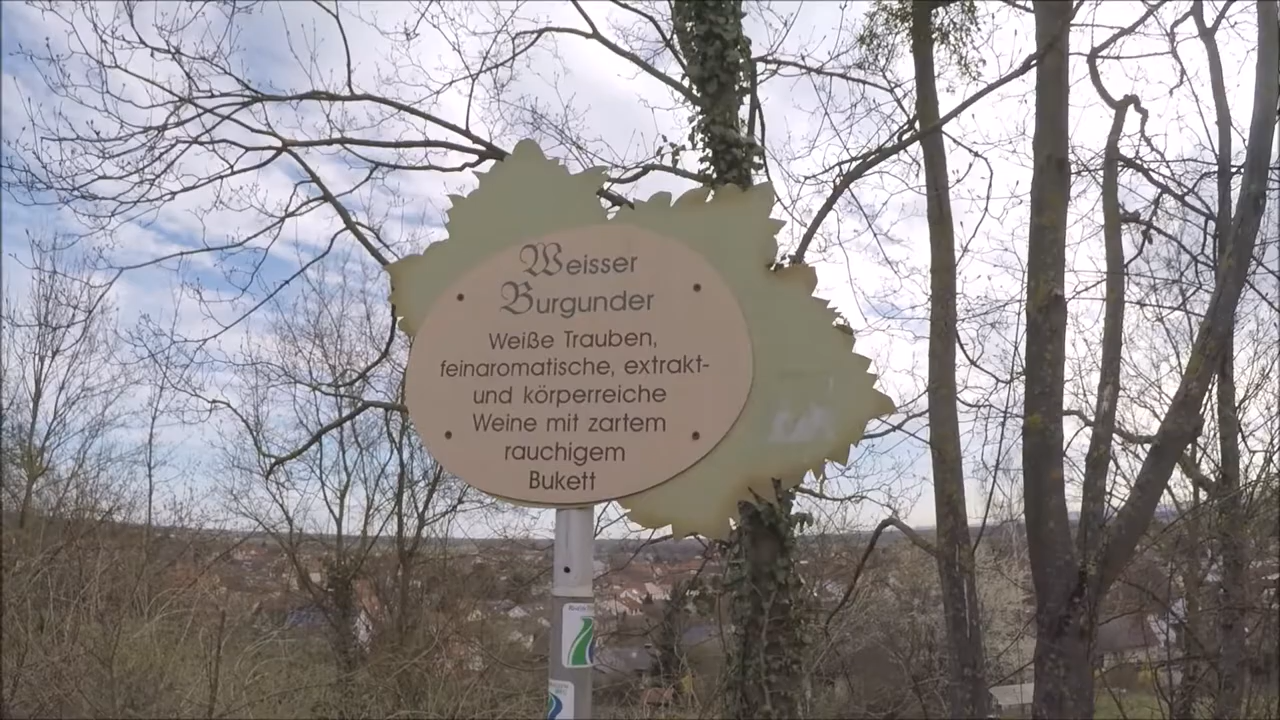 Weisser
Burgunder
Weiße Trauben,
feinaromatische, extrakt-
und körperreiche
Weine mit zartem
rauchigem
Bukett